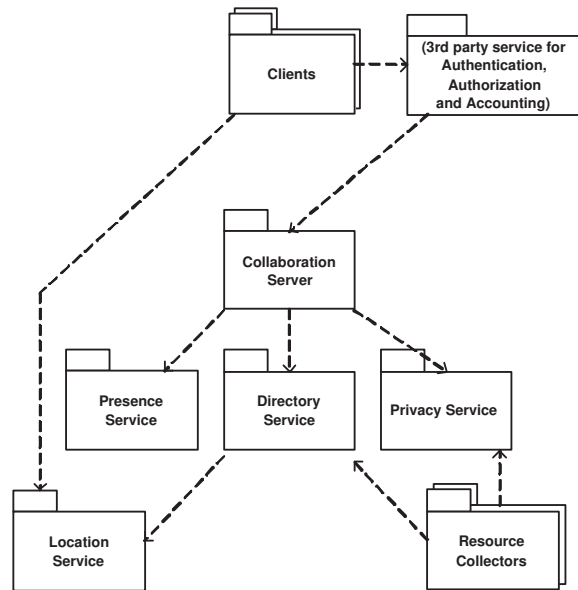 Clients
(3rd party service for
Authentication,
Authorization
and Accounting)
Collaboration
Server
Presence
Service
Directory
Service
Privacy Service
Location
Service
Resource
Collectors